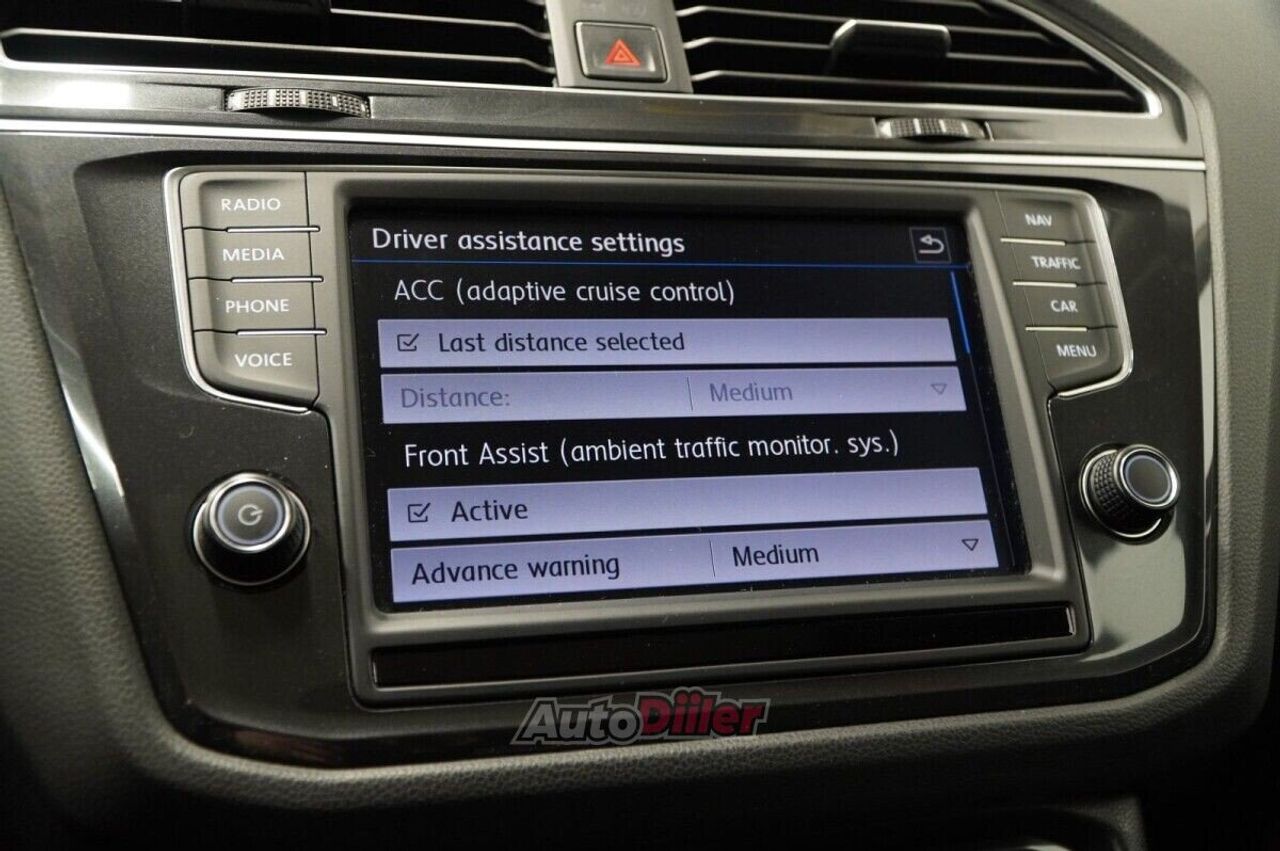 RADIO
MEDIA
PHONE
VOICE
Driver assistance settings
ACC (adaptive cruise control)
Last distance selected
Distance: Medium
Front Assist (ambient traffic monitor. sys.)
Active
Advance warning Medium
NAV
TRAFFIC
CAR
MENU
AutoDiiler